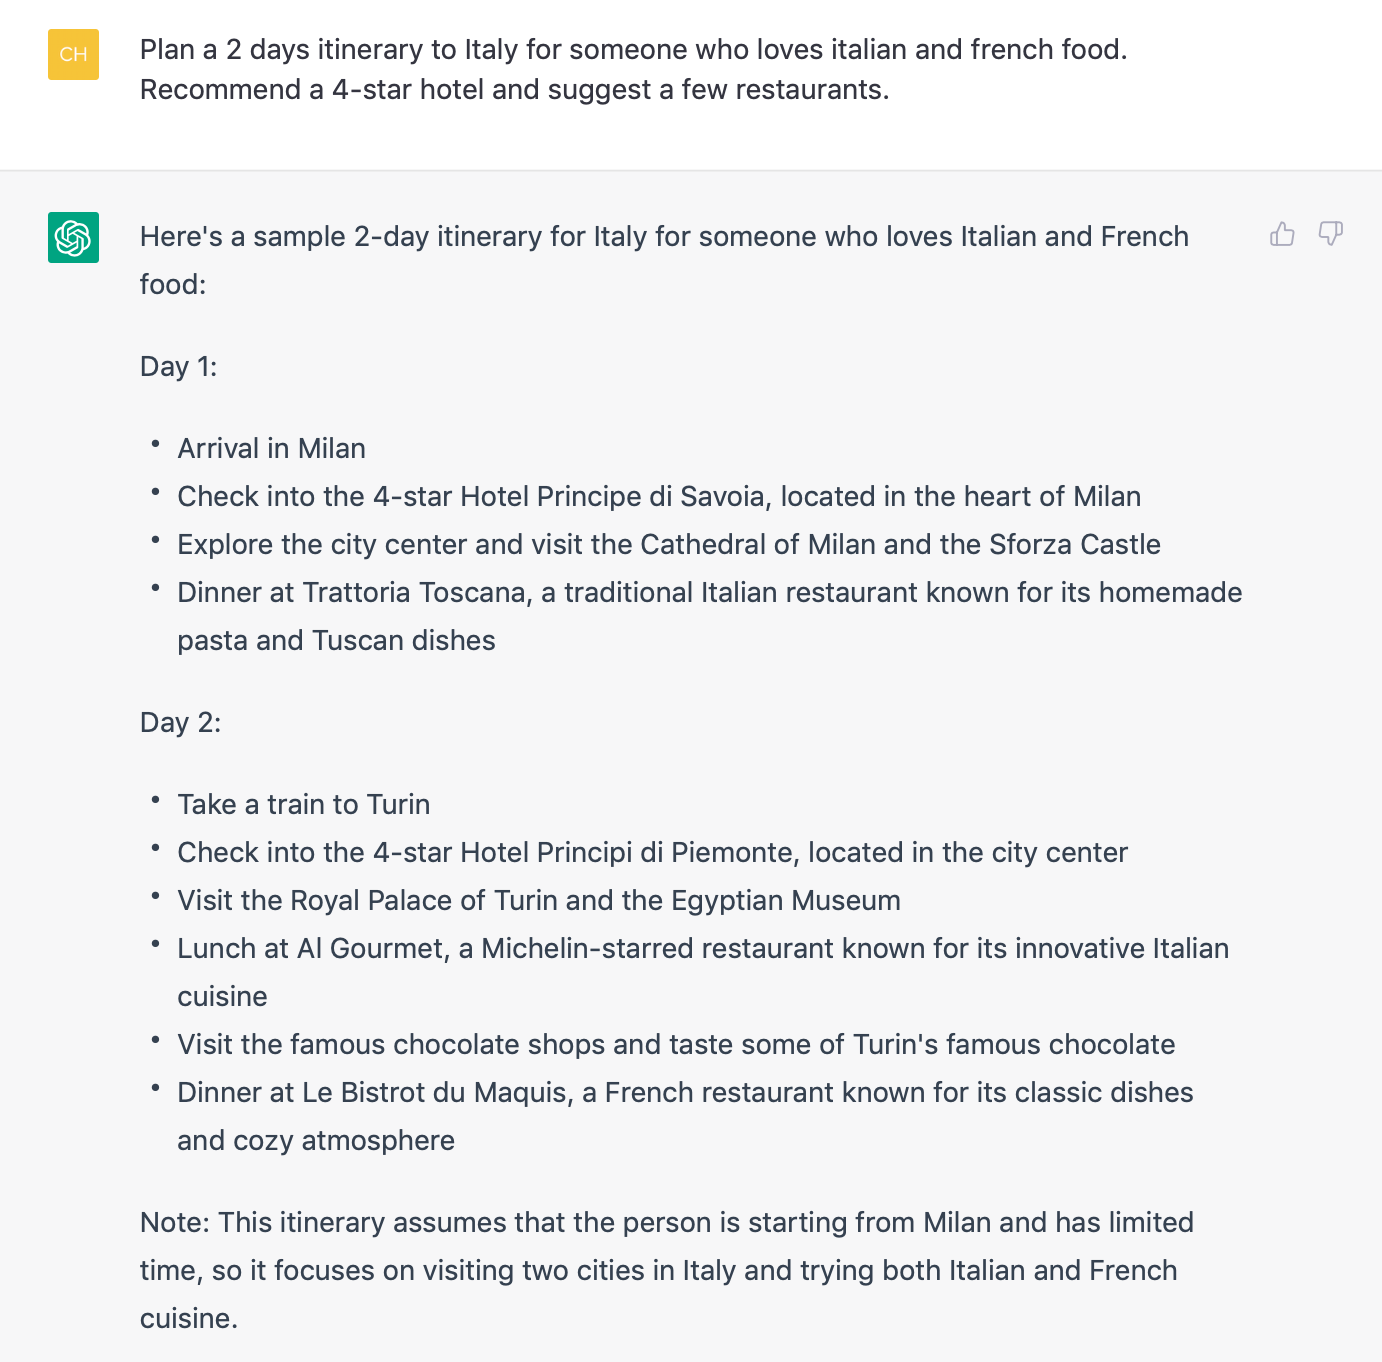 CH
Plan a 2 days itinerary to Italy for someone who loves italian and french food.
Recommend a 4-star hotel and suggest a few restaurants.
Here's a sample 2-day itinerary for Italy for someone who loves Italian and French
food:
Day 1:
• Arrival in Milan
• Check into the 4-star Hotel Principe di Savoia, located in the heart of Milan
• Explore the city center and visit the Cathedral of Milan and the Sforza Castle
• Dinner at Trattoria Toscana, a traditional Italian restaurant known for its homemade
pasta and Tuscan dishes
Day 2:
• Take a train to Turin
• Check into the 4-star Hotel Principi di Piemonte, located in the city center
• Visit the Royal Palace of Turin and the Egyptian Museum
• Lunch at Al Gourmet, a Michelin-starred restaurant known for its innovative Italian
cuisine
• Visit the famous chocolate shops and taste some of Turin's famous chocolate
• Dinner at Le Bistrot du Maquis, a French restaurant known for its classic dishes
and cozy atmosphere
Note: This itinerary assumes that the person is starting from Milan and has limited
time, so it focuses on visiting two cities in Italy and trying both Italian and French
cuisine.